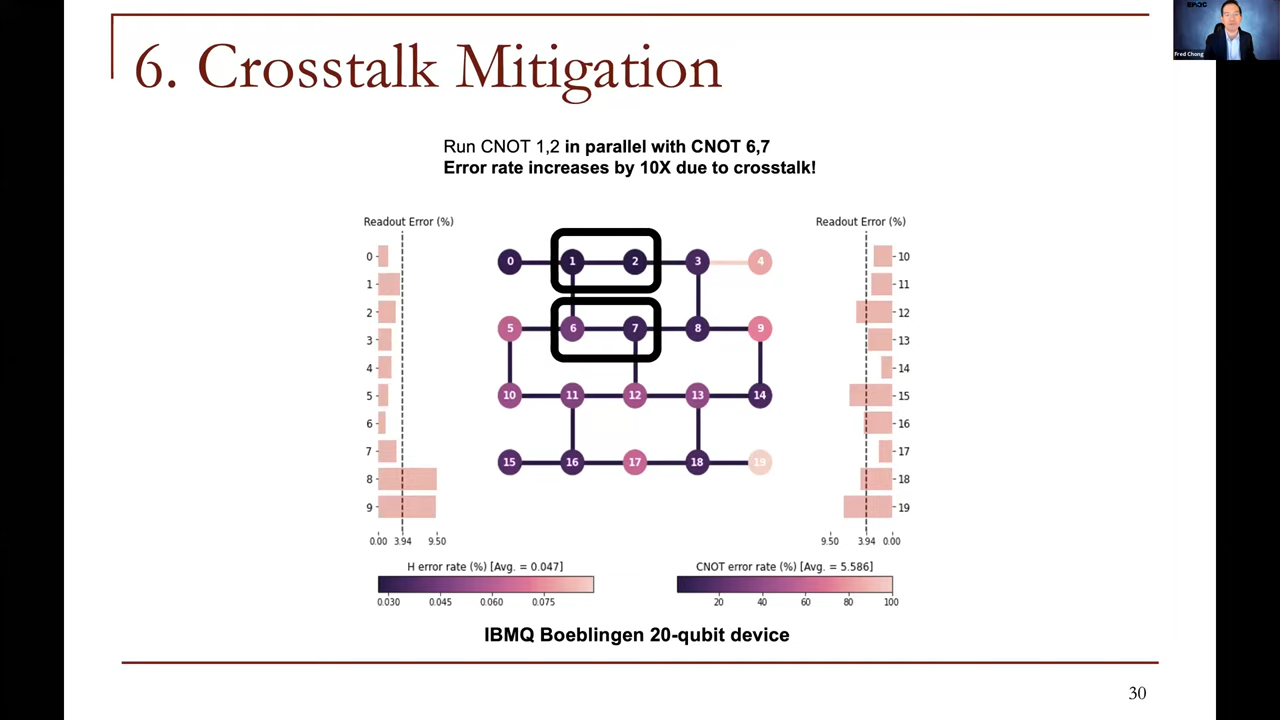 6. Crosstalk Mitigation
EPiQC
Fred Chong
Run CNOT 1,2 in parallel with CNOT 6,7
Error rate increases by 10X due to crosstalk!
Readout Error (%)
0
1
2
3
4
5
6
7
8
9
0.00 3.94 9.50
0 1 2 3 4
5 6 7 8 9
10 11 12 13 14
15 16 17 18 19
Readout Error (%)
10
11
12
13
14
15
16
17
18
19
9.50 3.94 0.00
H error rate (%) [Avg. = 0.047]
0.030 0.045 0.060 0.075
CNOT error rate (%) [Avg. = 5.586]
20 40 60 80 100
IBMQ Boeblingen 20-qubit device
30